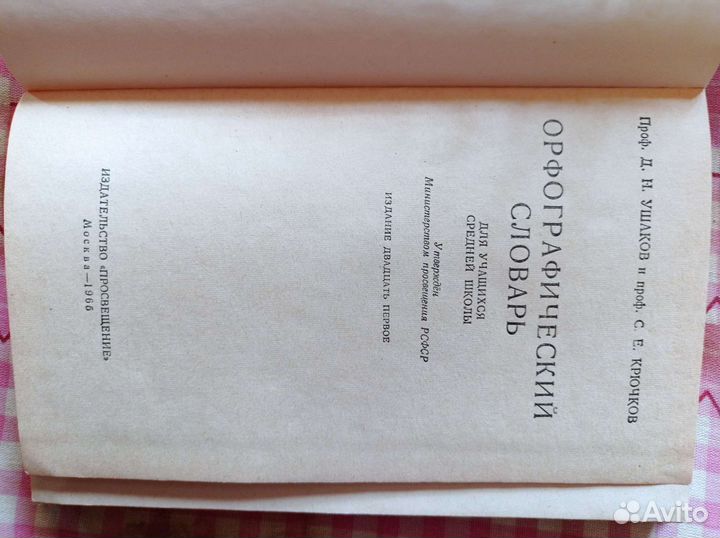 Проф. Д. Н. УШАКОВ и проф. С. Е. КРЮЧКОВ
ОРФОГРАФИЧЕСКИЙ
СЛОВАРЬ
ДЛЯ УЧАЩИХСЯ
СРЕДНЕЙ ШКОЛЫ
Утверждён
Министерством просвещения РСФСР
ИЗДАНИЕ ДВАДЦАТЬ ПЕРВОЕ
ИЗДАТЕЛЬСТВО «ПРОСВЕЩЕНИЕ»
Москва—1966
Avito